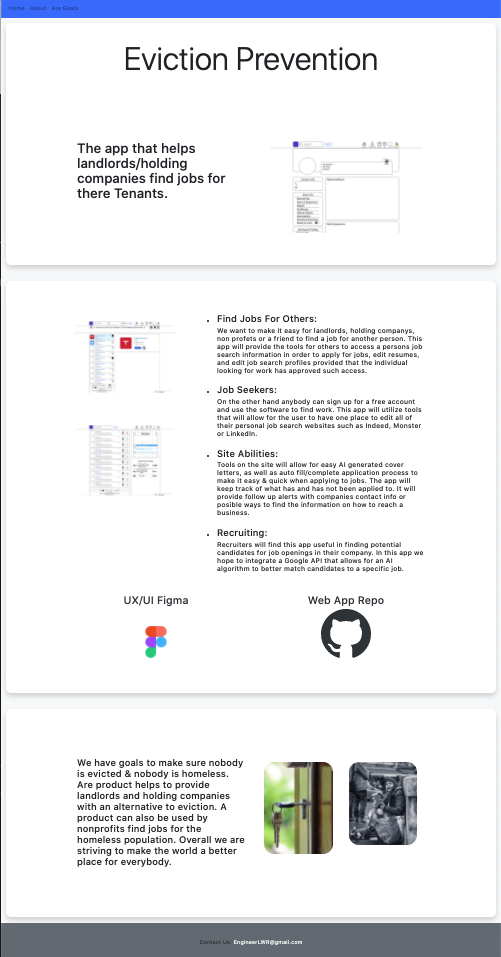 Home About Are Goals
Eviction Prevention
The app that helps
landlords/holding
companies find jobs for
there Tenants.
Find Jobs For Others:
We want to make it easy for landlords, holding companys,
non profets or a friend to find a job for another person. This
app will provide the tools for others to access a persons job
search information in order to apply for jobs, edit resumes,
and edit job search profiles provided that the individual
looking for work has approved such access.
Job Seekers:
On the other hand anybody can sign up for a free account
and use the software to find work. This app will utilize tools
that will allow for the user to have one place to edit all of
their personal job search websites such as Indeed, Monster
or LinkedIn.
Site Abilities:
Tools on the site will allow for easy AI generated cover
letters, as well as auto fill/complete application process to
make it easy & quick when applying to jobs. The app will
keep track of what has and has not been applied to. It will
provide follow up alerts with companies contact info or
posible ways to find the information on how to reach a
business.
Recruiting:
Recruiters will find this app useful in finding potential
candidates for job openings in their company. In this app we
hope to integrate a Google API that allows for an AI
algorithm to better match candidates to a specific job.
UX/UI Figma
Web App Repo
We have goals to make sure nobody
is evicted & nobody is homeless.
Are product helps to provide
landlords and holding companies
with an alternative to eviction. A
product can also be used by
nonprofits find jobs for the
homeless population. Overall we are
striving to make the world a better
place for everybody.
Contact Us: EngineerLWR@gmail.com